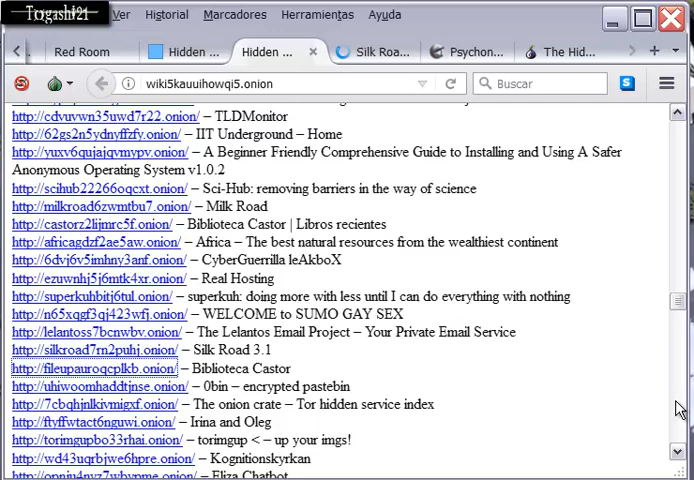 Togashi21
Ver Historial Marcadores Herramientas Ayuda
Red Room Hidden ... Hidden ... Silk Roa... Psychon... The Hid...
wiki5kauuihowqi5.onion Buscar
http://cdvuvwn35uwd7r22.onion/ – TLDMonitor
http://62gs2n5ydnyffzfy.onion/ – IIT Underground – Home
http://yuxv6qujajqvmypv.onion/ – A Beginner Friendly Comprehensive Guide to Installing and Using A Safer
Anonymous Operating System v1.0.2
http://scihub22266oqcxt.onion/ – Sci-Hub: removing barriers in the way of science
http://milkroad6zwmtbu7.onion/ – Milk Road
http://castorz2lijmrc5f.onion/ – Biblioteca Castor | Libros recientes
http://africagdzf2ae5aw.onion/ – Africa – The best natural resources from the wealthiest continent
http://6dvj6v5imhny3anf.onion/ – CyberGuerrilla leAkboX
http://ezuwnhj5j6mtk4xr.onion/ – Real Hosting
http://superkuhbitj6tul.onion/ – superkuh: doing more with less until I can do everything with nothing
http://n65xqgf3qj423wfj.onion/ – WELCOME to SUMO GAY SEX
http://lelantoss7bcnwbv.onion/ – The Lelantos Email Project – Your Private Email Service
http://silkroad7rn2puhj.onion/ – Silk Road 3.1
http://fileupauroqcplkb.onion/ – Biblioteca Castor
http://uhiwoomhaddtjnse.onion/ – 0bin – encrypted pastebin
http://7cbqhjnlkivmigxf.onion/ – The onion crate – Tor hidden service index
http://ftyffwtact6nguwi.onion/ – Irina and Oleg
http://torimgupbo33rhai.onion/ – torimgup < – up your imgs!
http://wd43uqrbjwe6hpre.onion/ – Kognitionskyrkan
– Eliza Chatbot